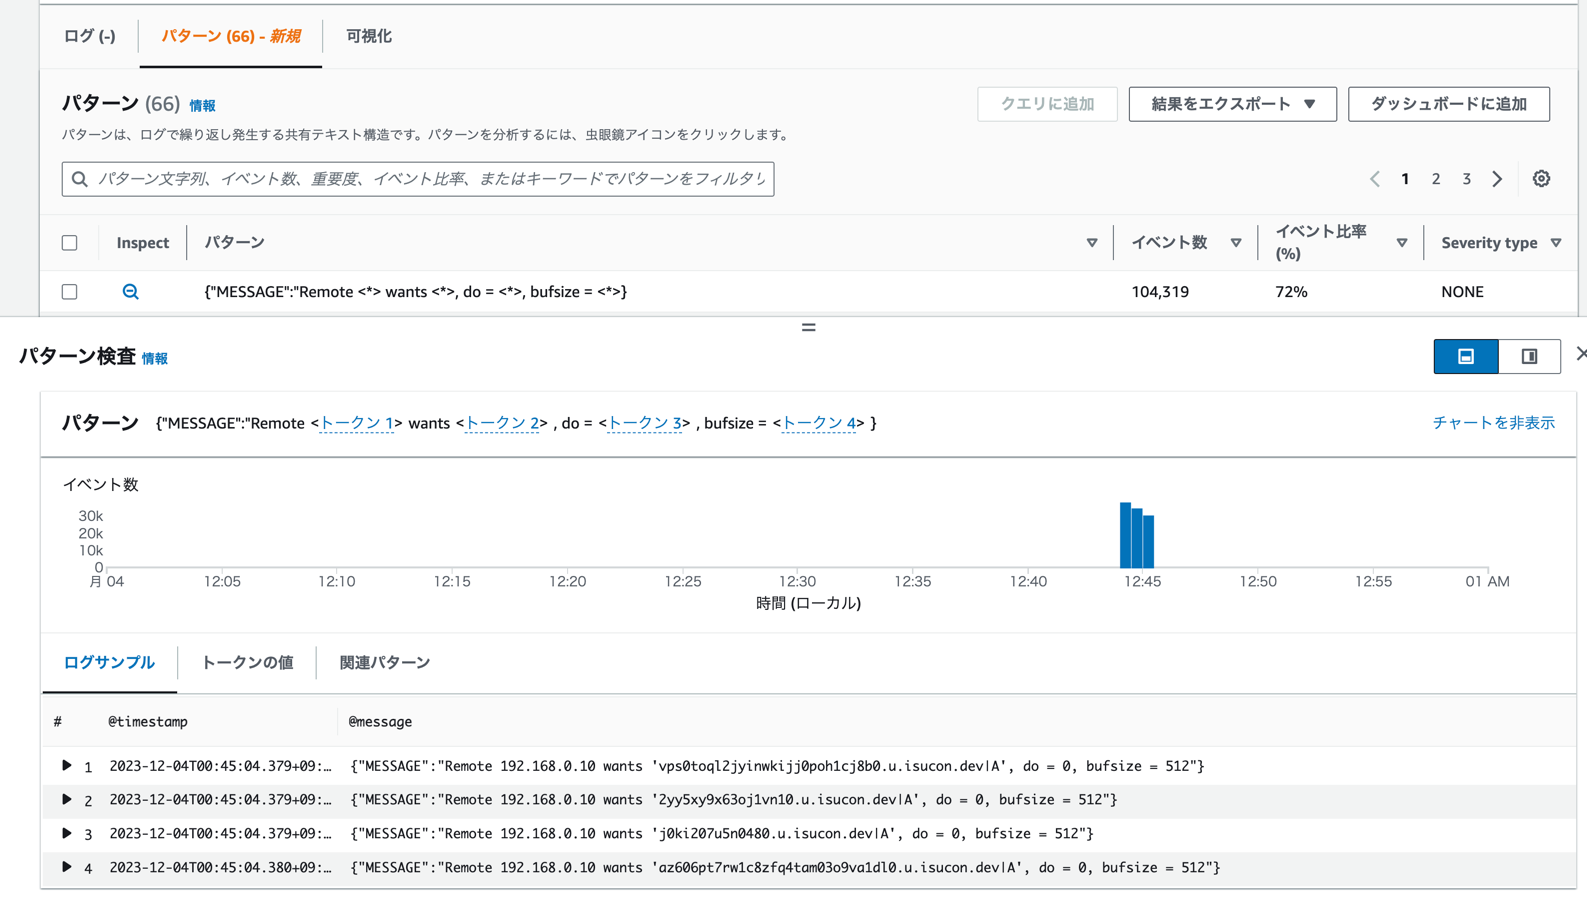 ログ (-)
パターン (66) - 新規
可視化
パターン (66) 情報
クエリに追加
結果をエクスポート ▼
ダッシュボードに追加
パターンは、ログで繰り返し発生する共有テキスト構造です。パターンを分析するには、虫眼鏡アイコンをクリックします。
パターン文字列、イベント数、重要度、イベント比率、またはキーワードでパターンをフィルタリ
1 2 3
Inspect
パターン
イベント数
イベント比率
(%)
Severity type
{"MESSAGE":"Remote <*> wants <*>, do = <*>, bufsize = <*>}
104,319
72%
NONE
パターン検査 情報
パターン {"MESSAGE":"Remote <トークン 1> wants <トークン 2> , do = <トークン 3> , bufsize = <トークン 4> }
チャートを非表示
イベント数
30k
20k
10k
0
月 04 12:05 12:10 12:15 12:20 12:25 12:30 12:35 12:40 12:45 12:50 12:55 01 AM
時間 (ローカル)
ログサンプル
トークンの値
関連パターン
# @timestamp @message
1 2023-12-04T00:45:04.379+09:... {"MESSAGE":"Remote 192.168.0.10 wants 'vps0toql2jyinwkijj0poh1cj8b0.u.isucon.dev|A', do = 0, bufsize = 512"}
2 2023-12-04T00:45:04.379+09:... {"MESSAGE":"Remote 192.168.0.10 wants '2yy5xy9x63oj1vn10.u.isucon.dev|A', do = 0, bufsize = 512"}
3 2023-12-04T00:45:04.379+09:... {"MESSAGE":"Remote 192.168.0.10 wants 'j0ki207u5n0480.u.isucon.dev|A', do = 0, bufsize = 512"}
4 2023-12-04T00:45:04.380+09:... {"MESSAGE":"Remote 192.168.0.10 wants 'az606pt7rw1c8zfq4tam03o9va1dl0.u.isucon.dev|A', do = 0, bufsize = 512"}